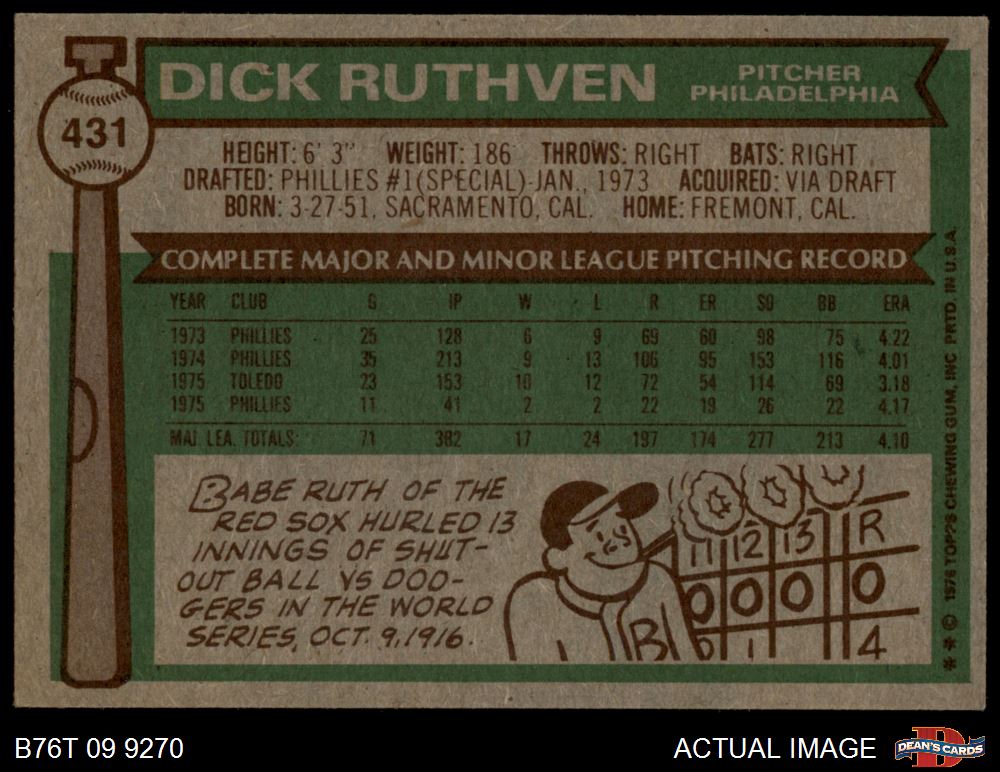 DICK RUTHVEN
PITCHER
PHILADELPHIA
431
HEIGHT: 6' 3" WEIGHT: 186 THROWS: RIGHT BATS: RIGHT
DRAFTED: PHILLIES #1 (SPECIAL)-JAN., 1973 ACQUIRED: VIA DRAFT
BORN: 3-27-51, SACRAMENTO, CAL. HOME: FREMONT, CAL.
COMPLETE MAJOR AND MINOR LEAGUE PITCHING RECORD
YEAR CLUB G IP W L R ER SO BB ERA
1973 PHILLIES 25 128 6 9 69 60 98 75 4.22
1974 PHILLIES 35 213 9 13 106 95 153 116 4.01
1975 TOLEDO 23 153 10 12 72 54 114 69 3.18
1975 PHILLIES 11 41 2 2 22 19 26 22 4.17
MAJ. LEA. TOTALS: 71 382 17 24 197 174 277 213 4.10
BABE RUTH OF THE
RED SOX HURLED 13
INNINGS OF SHUT-
OUT BALL VS DOD-
GERS IN THE WORLD
SERIES, OCT. 9, 1916.
11 12 13 R
0 0 0 0
4
B
** © 1976 TOPPS CHEWING GUM, INC. PRTD. IN U.S.A.
B76T 09 9270
ACTUAL IMAGE
DEAN'S CARDS